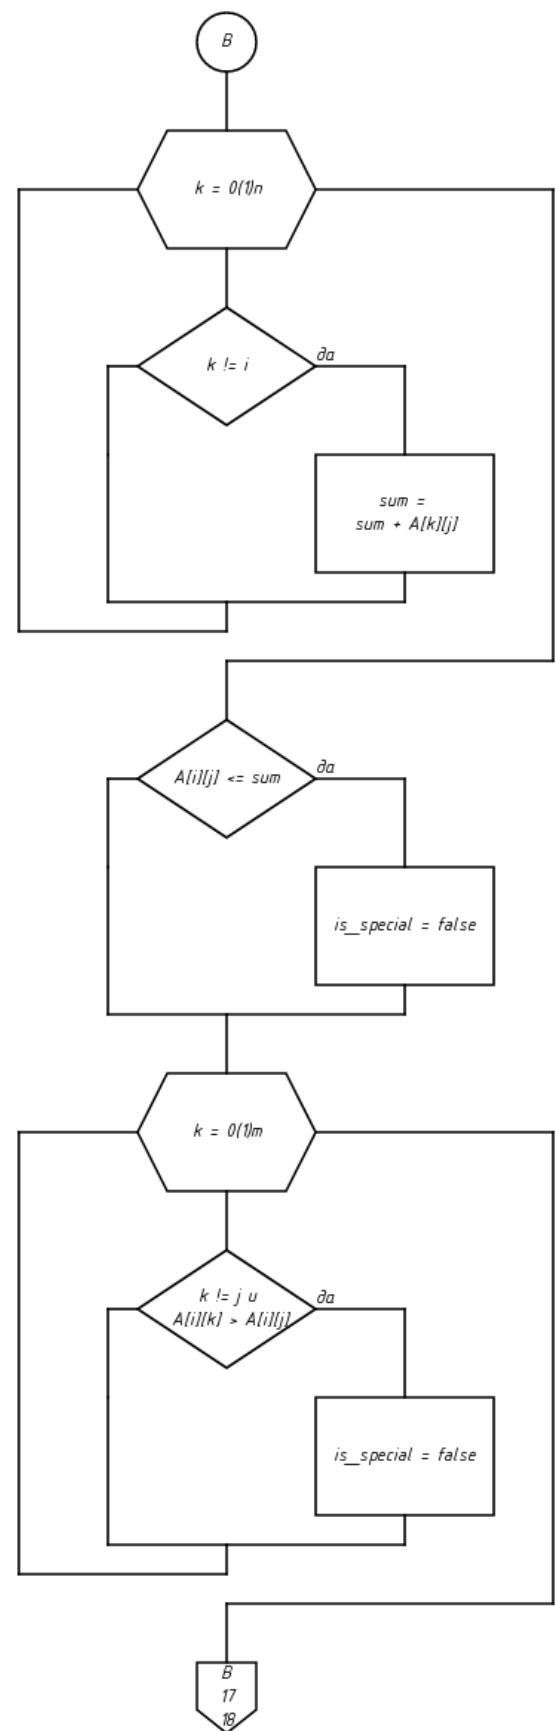 В
k = 0(1)n
k != i
да
sum =
sum + A[k][j]
A[i][j] <= sum
да
is_special = false
k = 0(1)m
k != j и
A[i][k] > A[i][j]
да
is_special = false
В
17
18